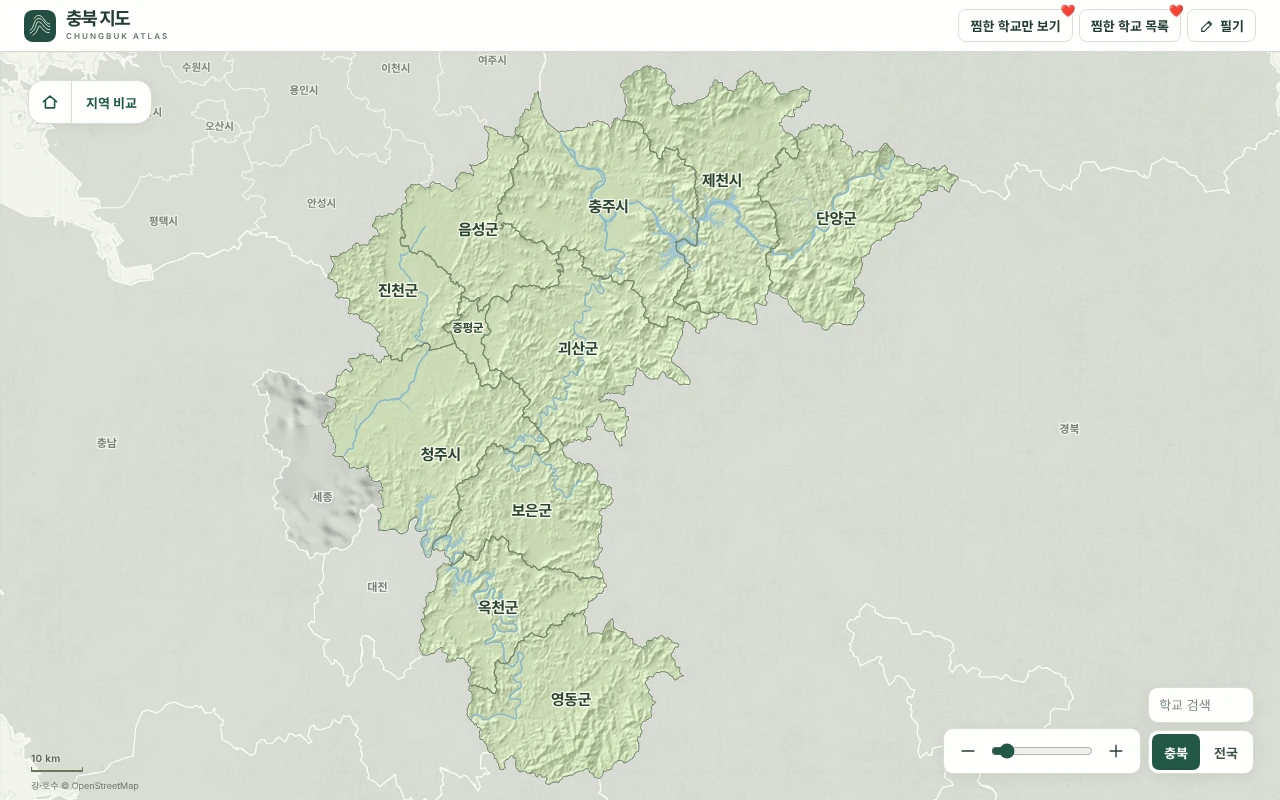 충북 지도
CHUNGBUK ATLAS
찜한 학교만 보기
찜한 학교 목록
필기
지역 비교
수원시
이천시
여주시
용인시
시
오산시
안성시
평택시
제천시
충주시
단양군
음성군
진천군
증평군
괴산군
충남
경북
청주시
세종
보은군
대전
옥천군
영동군
학교 검색
충북
전국
10 km
강·호수 © OpenStreetMap